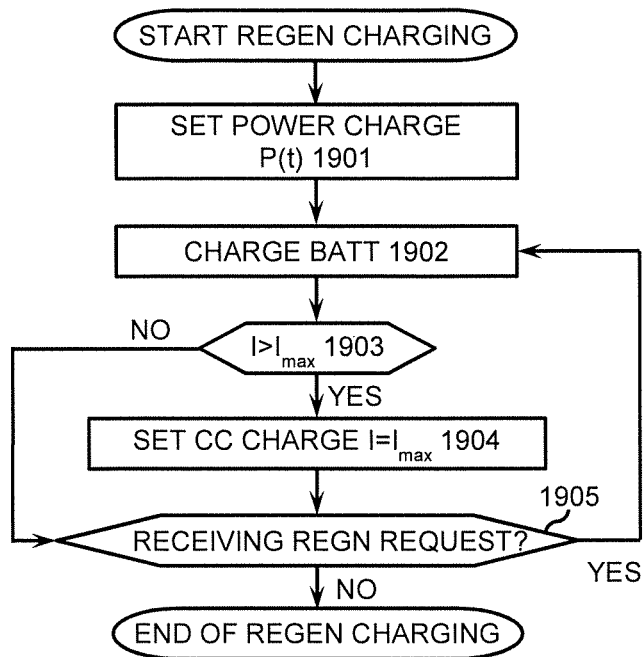 START REGEN CHARGING
SET POWER CHARGE
P(t) 1901
CHARGE BATT 1902
NO
I>Imax 1903
YES
SET CC CHARGE I=Imax 1904
1905
RECEIVING REGN REQUEST?
YES
NO
END OF REGEN CHARGING